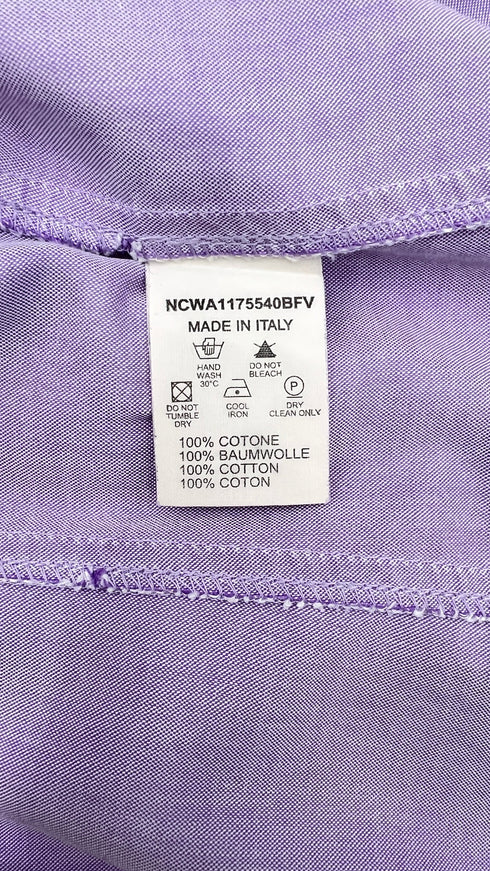 NCWA1175540BFV
MADE IN ITALY
HAND WASH 30°C
DO NOT BLEACH
DO NOT TUMBLE DRY
COOL IRON
P
DRY CLEAN ONLY
100% COTONE
100% BAUMWOLLE
100% COTTON
100% COTON